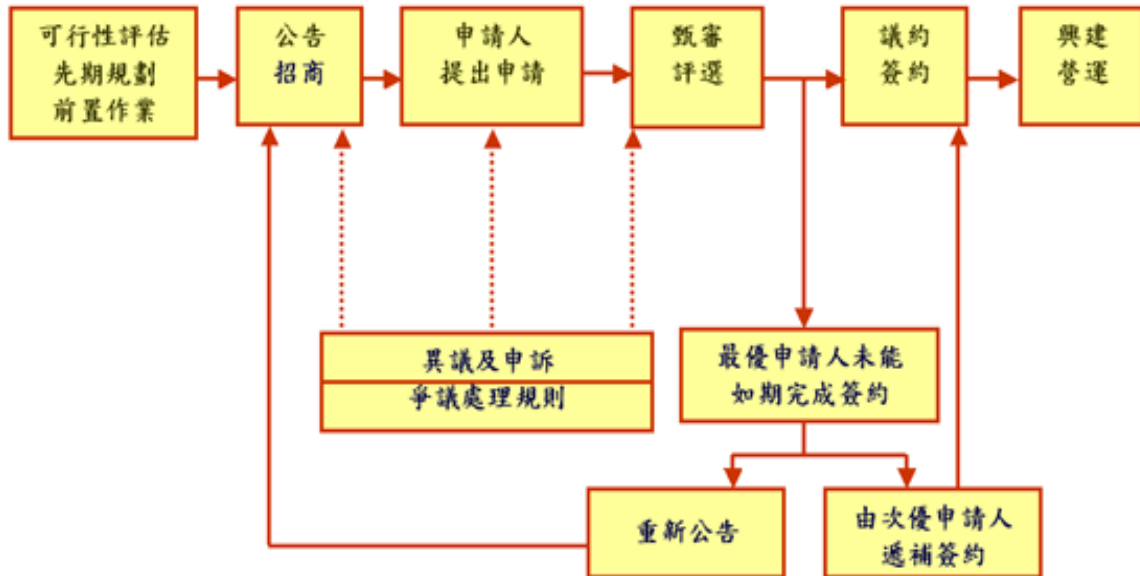 可行性評估
先期規劃
前置作業
公告
招商
申請人
提出申請
甄審
評選
議約
簽約
興建
營運
異議及申訴
爭議處理規則
最優申請人未能
如期完成簽約
重新公告
由次優申請人
遞補簽約